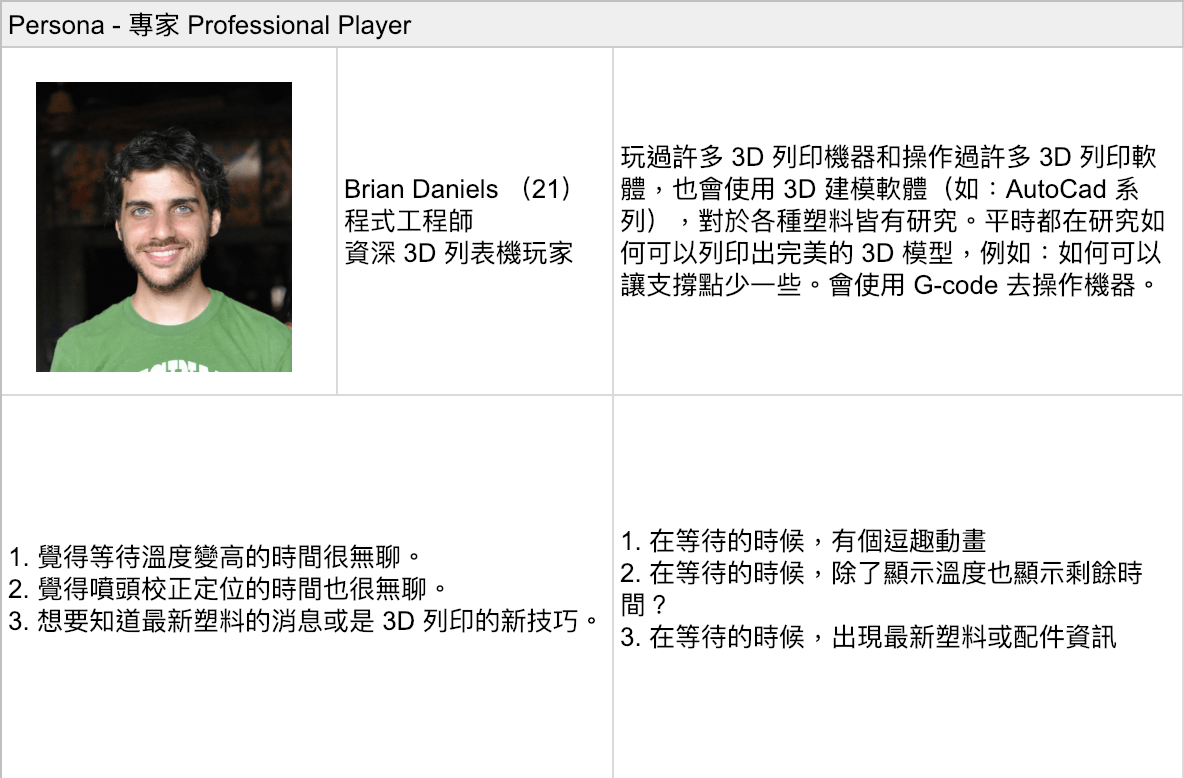 Persona - 專家 Professional Player
Brian Daniels （21）
程式工程師
資深 3D 列表機玩家
玩過許多 3D 列印機器和操作過許多 3D 列印軟
體，也會使用 3D 建模軟體（如：AutoCad 系
列），對於各種塑料皆有研究。平時都在研究如
何可以列印出完美的 3D 模型，例如：如何可以
讓支撐點少一些。會使用 G-code 去操作機器。
1. 覺得等待溫度變高的時間很無聊。
2. 覺得噴頭校正定位的時間也很無聊。
3. 想要知道最新塑料的消息或是 3D 列印的新技巧。
1. 在等待的時候，有個逗趣動畫
2. 在等待的時候，除了顯示溫度也顯示剩餘時
間？
3. 在等待的時候，出現最新塑料或配件資訊